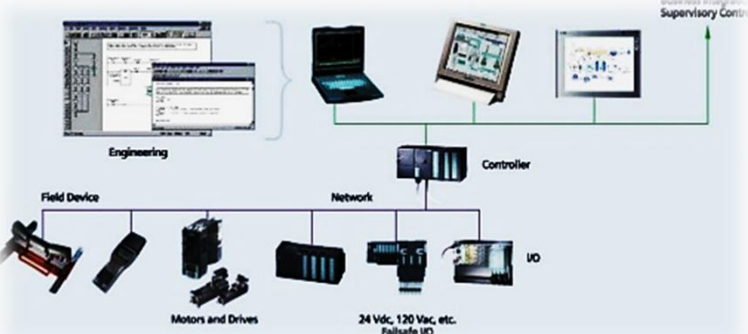 Supervisory Contr
Engineering
Controller
Field Device
Network
I/O
Motors and Drives
24 Vdc, 120 Vac, etc.
Failsafe I/O